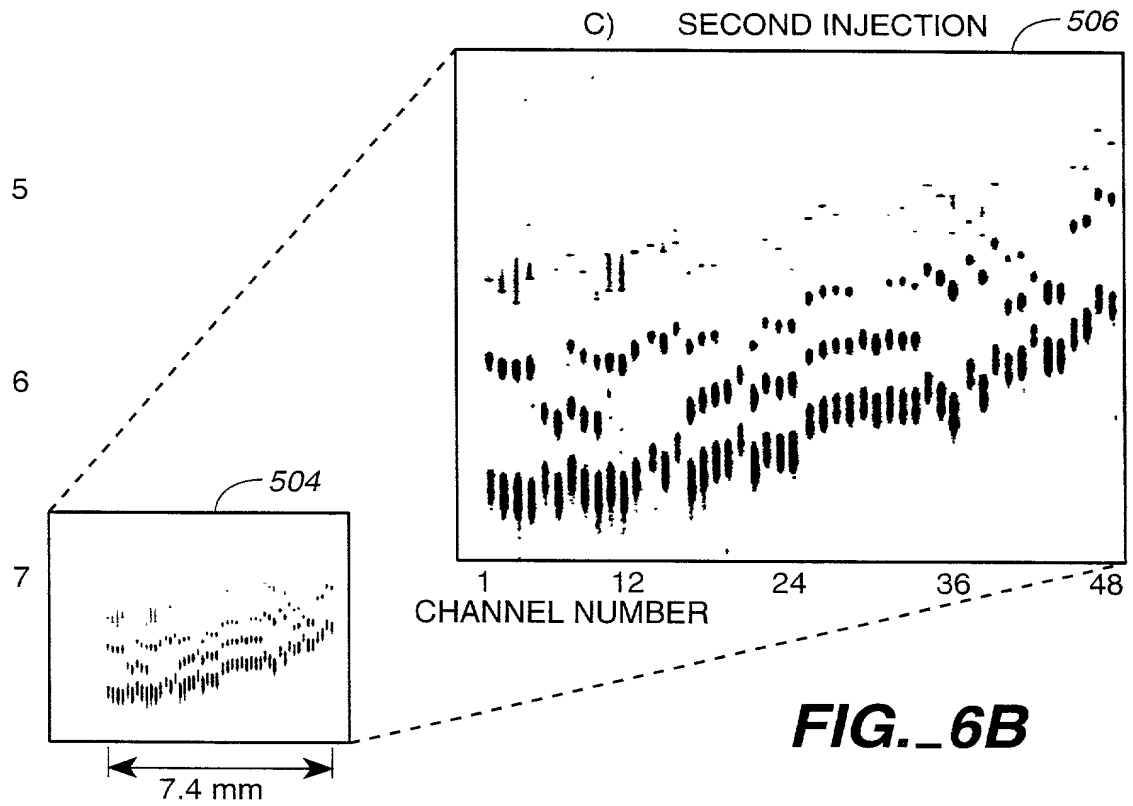 C) SECOND INJECTION 506
5
6
504
7
1 12 24 36 48
CHANNEL NUMBER
FIG._6B
7.4 mm